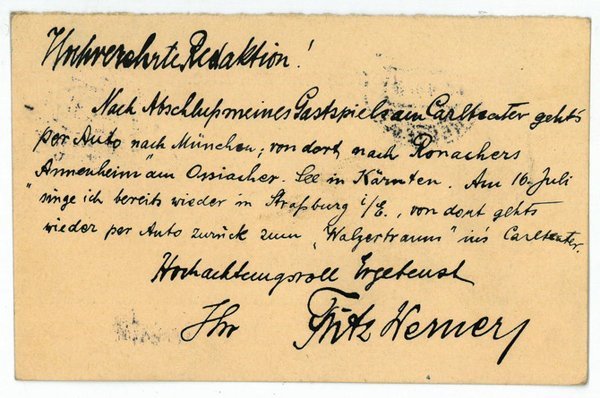 Hochverehrte Redaktion!
Nach Abschluß meines Gastspiels am Carltheater geht's
per Auto nach München; von dort nach Ronachers
Annenheim am Ossiacher-See in Kärnten. Am 16. Juli
singe ich bereits wieder in Straßburg i/E., von dort gehts
wieder per Auto zurück zum „Walzertraum" in's Carltheater.
Hochachtungsvoll Ergebenst
Ihr Fritz Werner